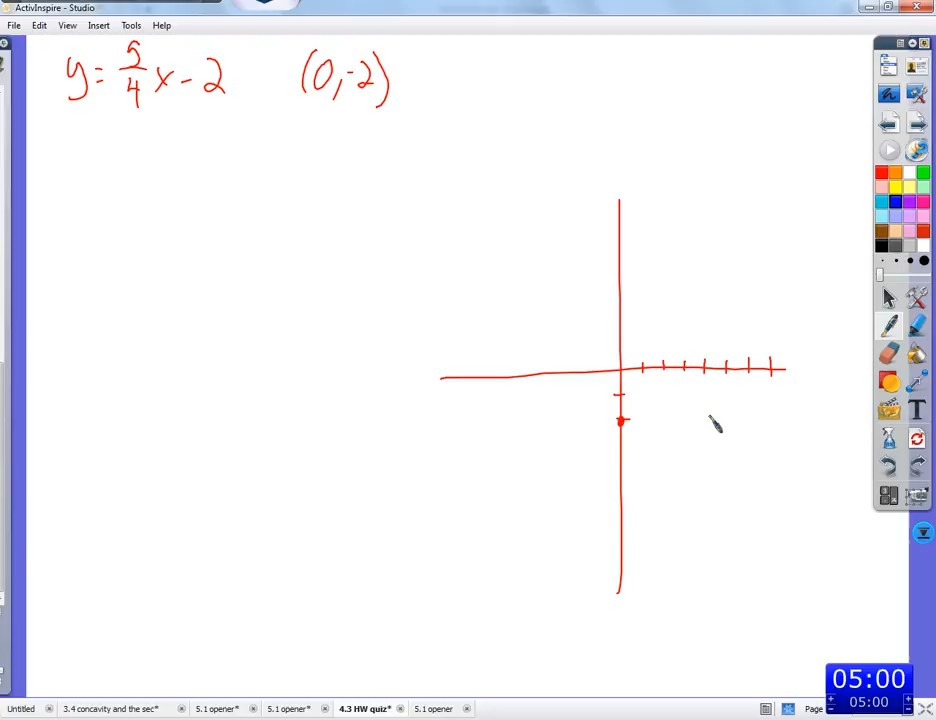 ActivInspire - Studio
File Edit View Insert Tools Help
y = 5/4 x - 2 (0, -2)
05:00
05:00
Untitled 3.4 concavity and the sec* 5.1 opener* 5.1 opener* 4.3 HW quiz* 5.1 opener Page